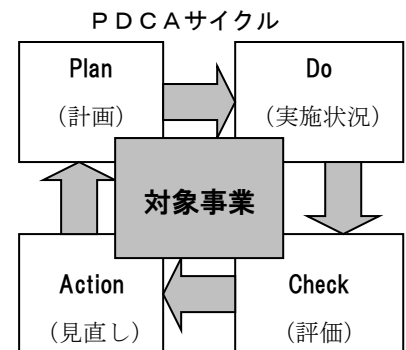 ＰＤＣＡサイクル
Plan
（計画）
Do
（実施状況）
対象事業
Action
（見直し）
Check
（評価）